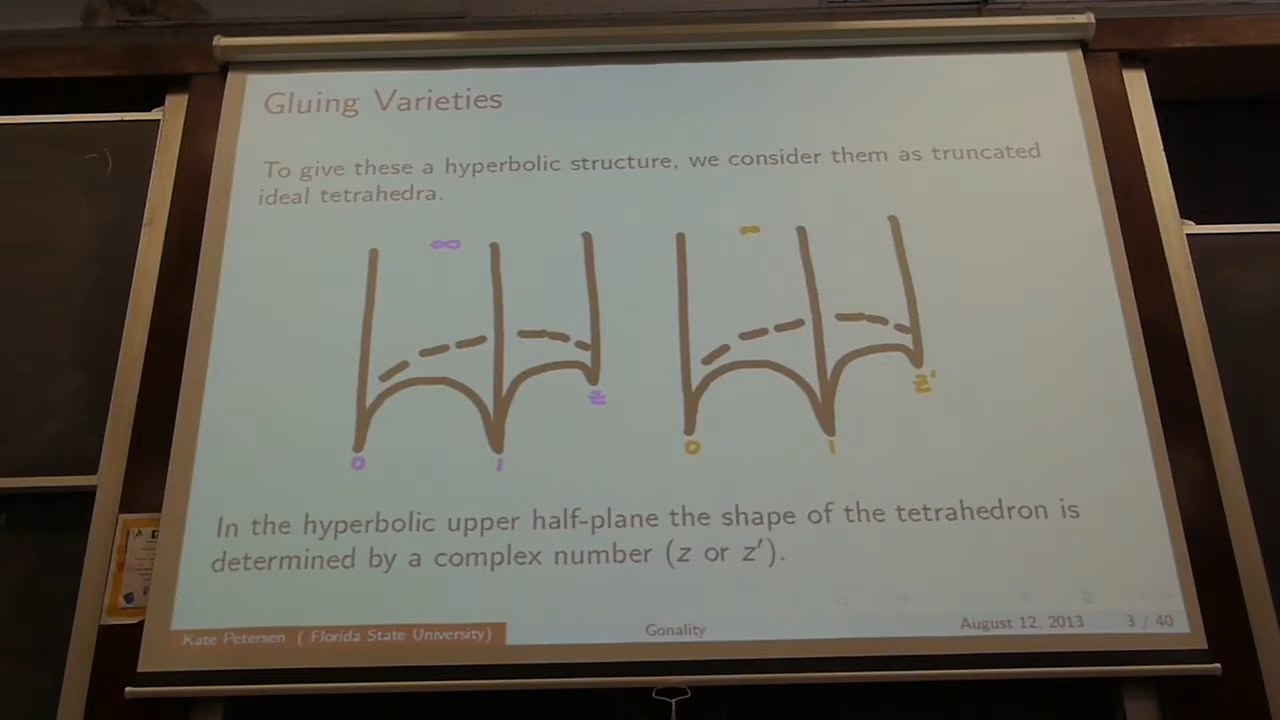 Gluing Varieties
To give these a hyperbolic structure, we consider them as truncated
ideal tetrahedra.
∞ ∞
0 1 z 0 1 z'
In the hyperbolic upper half-plane the shape of the tetrahedron is
determined by a complex number (z or z′).
Kate Petersen ( Florida State University) Gonality August 12, 2013 3 / 40